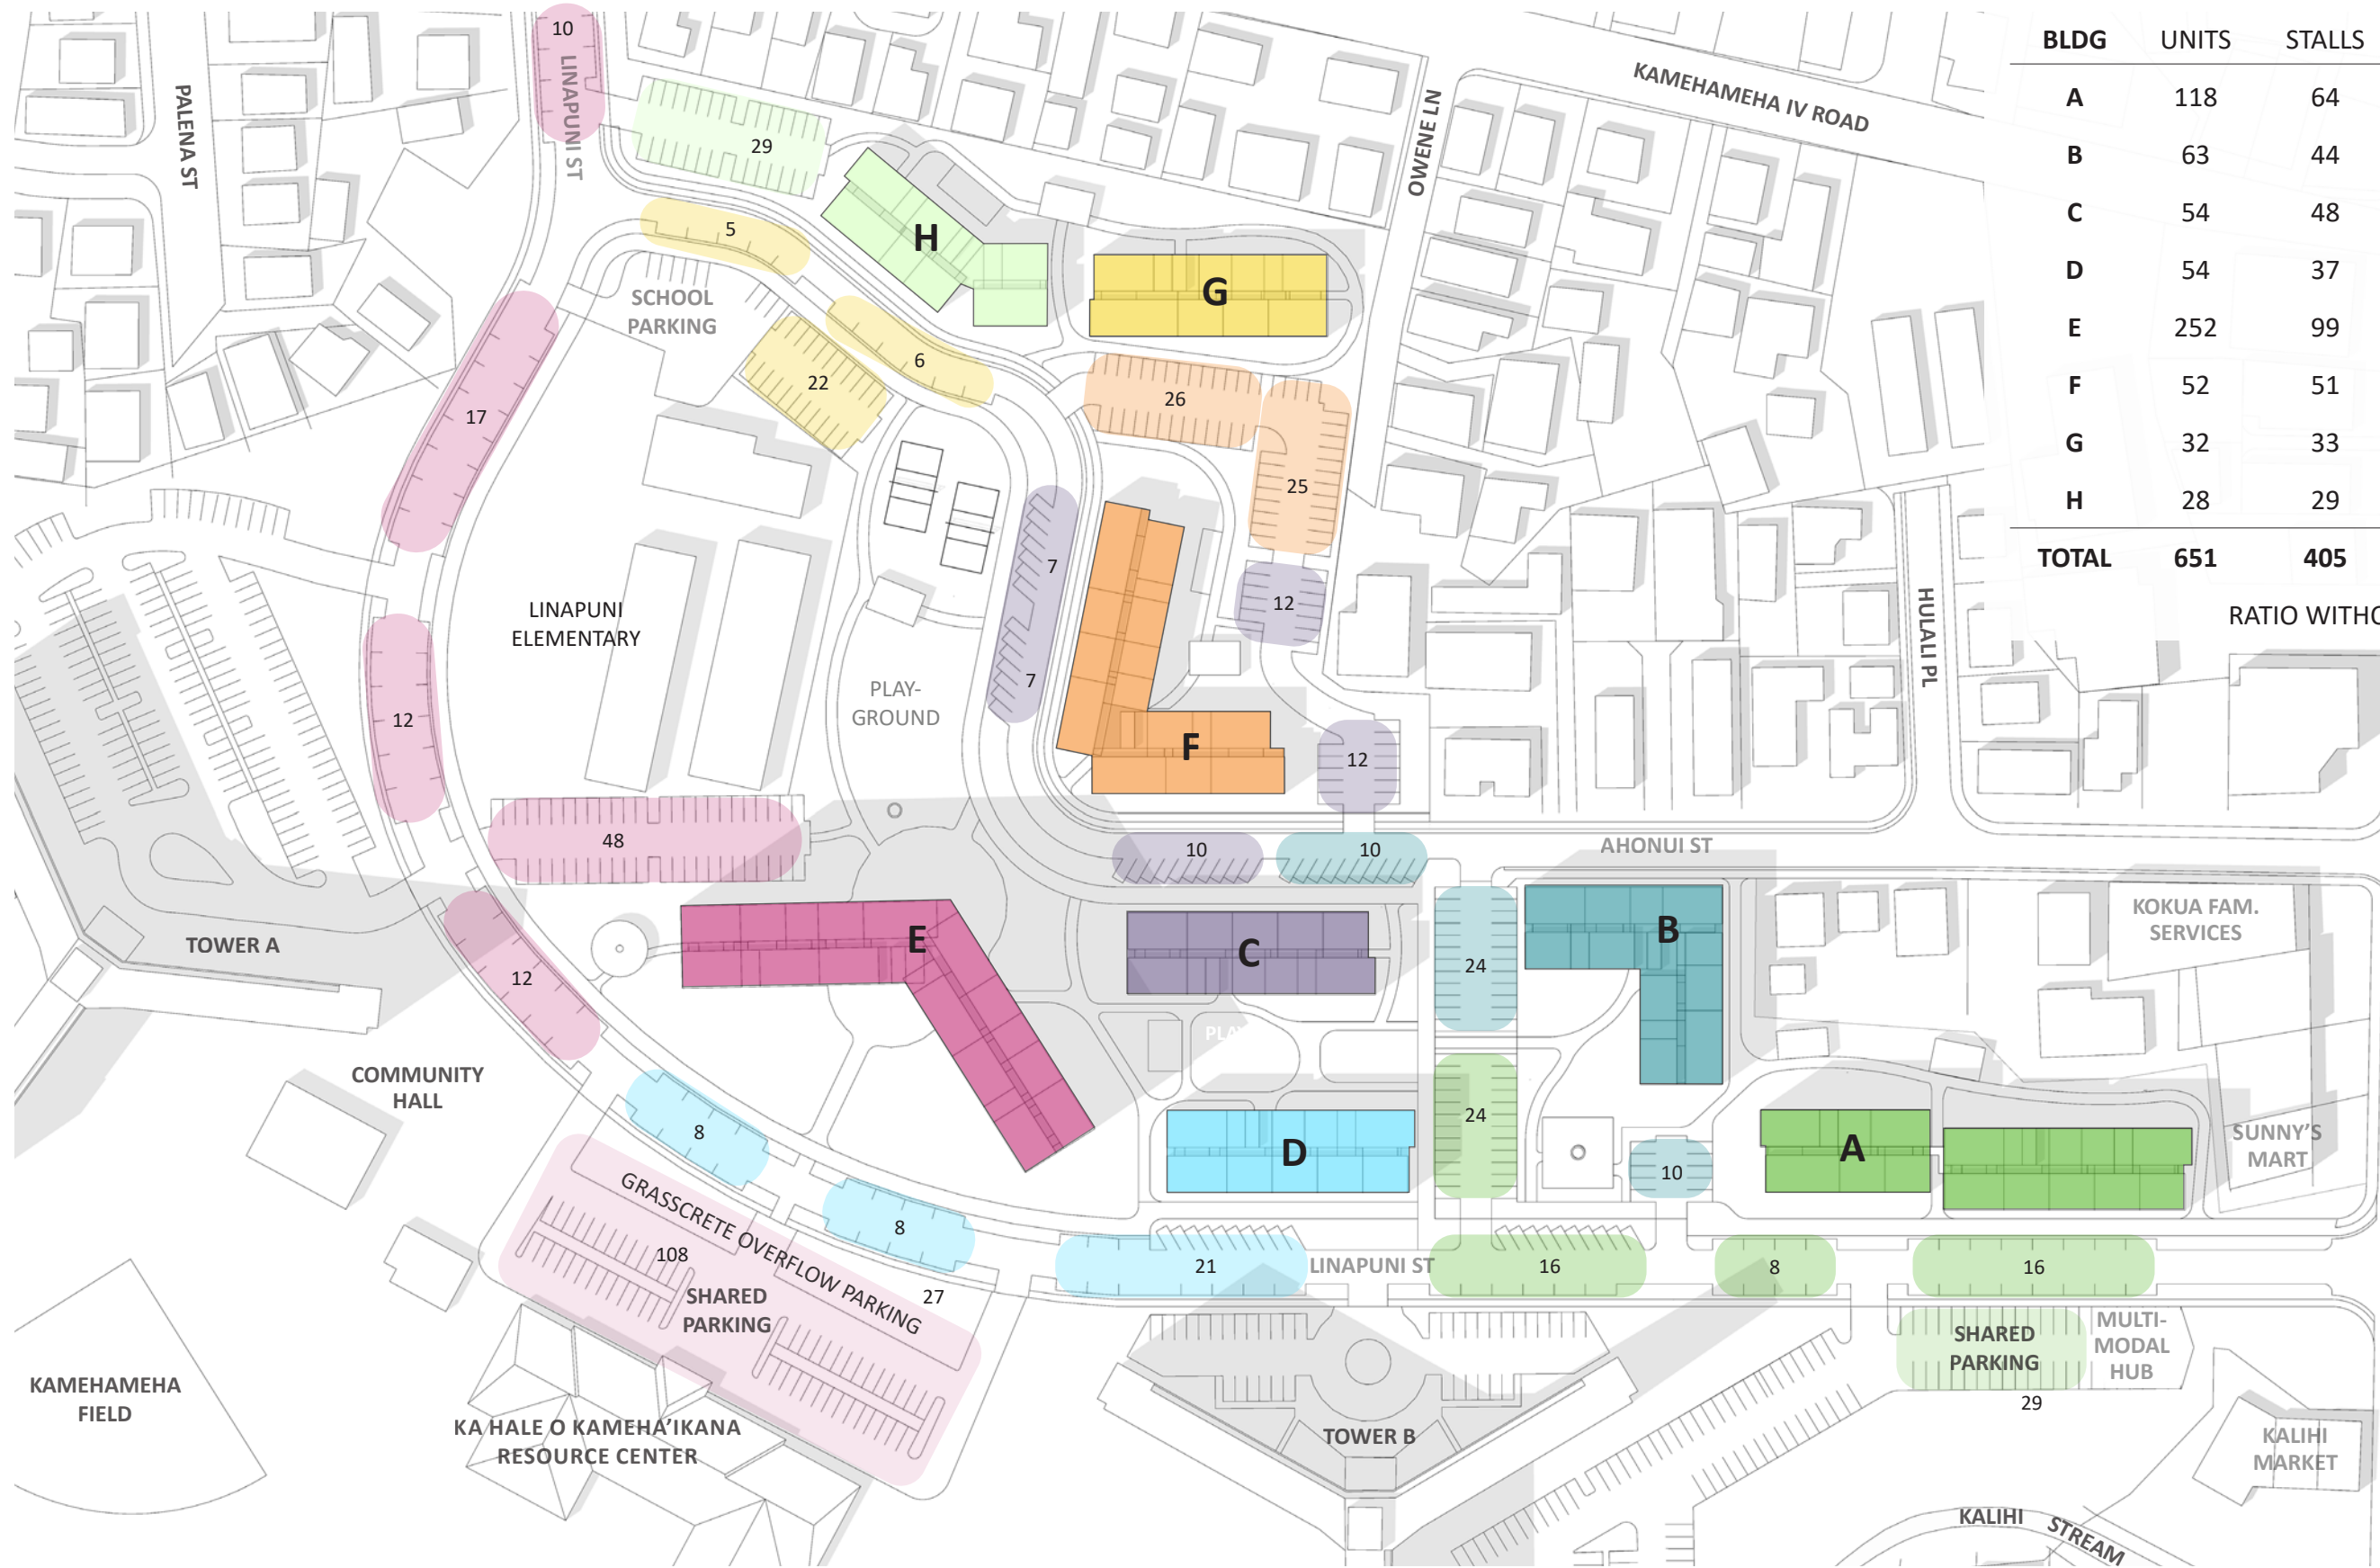 BLDG UNITS STALLS
A 118 64
B 63 44
C 54 48
D 54 37
E 252 99
F 52 51
G 32 33
H 28 29
TOTAL 651 405
RATIO WITHO
10
LINAPUNI ST
PALENA ST
29
KAMEHAMEHA IV ROAD
OWENE LN
5
H
G
SCHOOL
PARKING
6
22
26
17
25
7
12
LINAPUNI
ELEMENTARY
HULALI PL
7
PLAY-
GROUND
12
F
12
48
10
10
AHONUI ST
TOWER A
E
C
24
B
KOKUA FAM.
SERVICES
12
PLAY
COMMUNITY
HALL
8
D
24
10
A
SUNNY'S
MART
GRASSCRETE OVERFLOW PARKING
8
108
SHARED
PARKING
27
21
LINAPUNI ST
16
8
16
SHARED
PARKING
29
MULTI-
MODAL
HUB
KAMEHAMEHA
FIELD
KA HALE O KAMEHA'IKANA
RESOURCE CENTER
TOWER B
KALIHI
MARKET
KALIHI STREAM